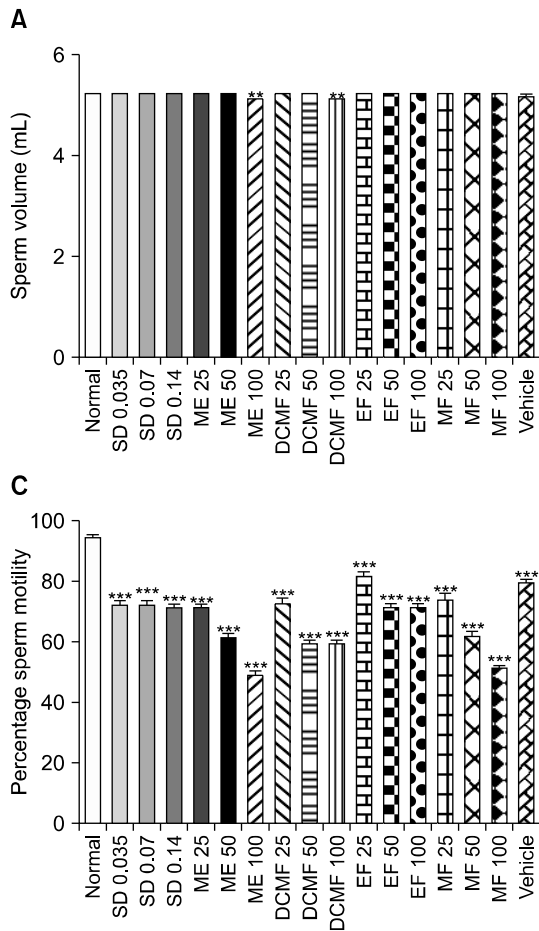 A
Sperm volume (mL)
6
4
2
0
** **
Normal
SD 0.035
SD 0.07
SD 0.14
ME 25
ME 50
ME 100
DCMF 25
DCMF 50
DCMF 100
EF 25
EF 50
EF 100
MF 25
MF 50
MF 100
Vehicle
C
Percentage sperm motility
100
80
60
40
20
0
*** *** *** *** *** *** *** *** *** *** *** *** *** *** *** ***
Normal
SD 0.035
SD 0.07
SD 0.14
ME 25
ME 50
ME 100
DCMF 25
DCMF 50
DCMF 100
EF 25
EF 50
EF 100
MF 25
MF 50
MF 100
Vehicle